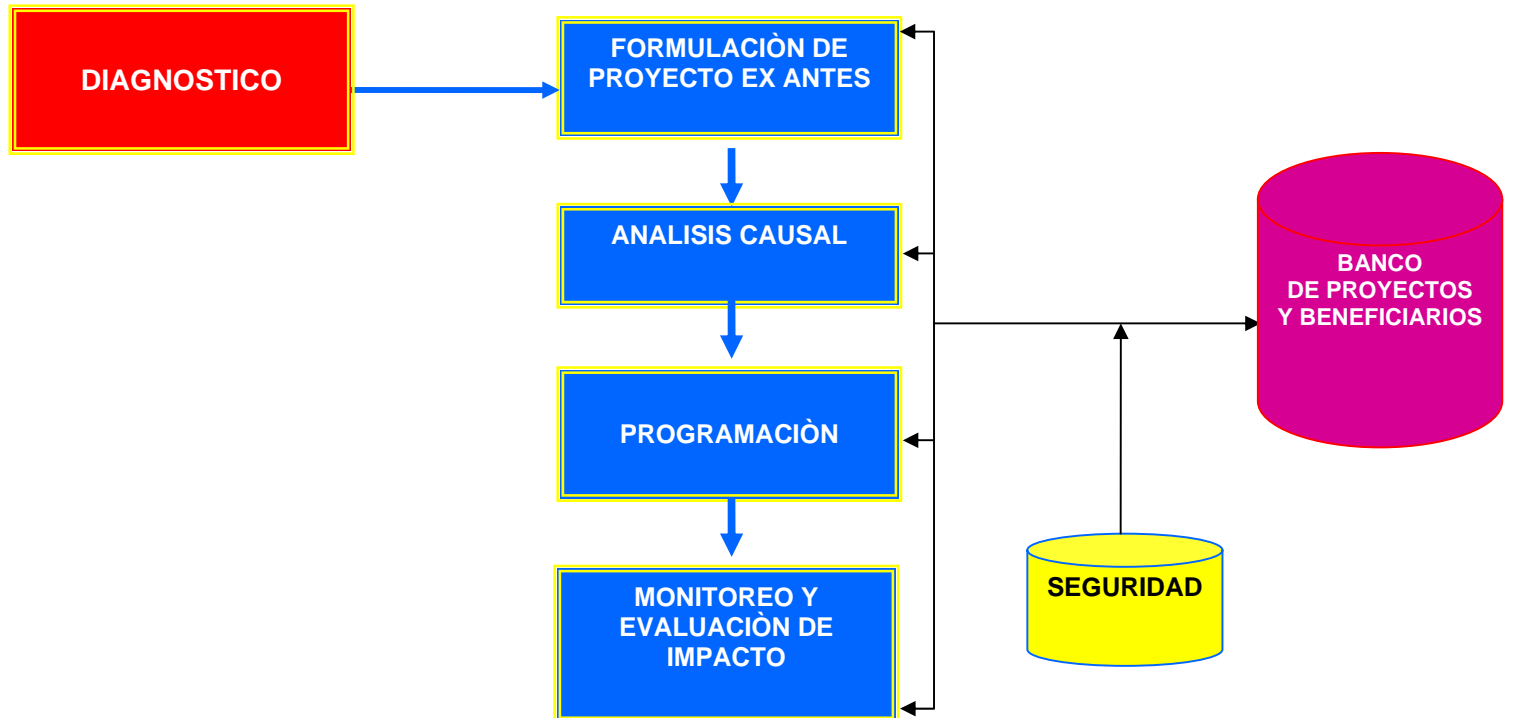 DIAGNOSTICO
FORMULACIÒN DE
PROYECTO EX ANTES
ANALISIS CAUSAL
PROGRAMACIÒN
MONITOREO Y
EVALUACIÒN DE
IMPACTO
BANCO
DE PROYECTOS
Y BENEFICIARIOS
SEGURIDAD